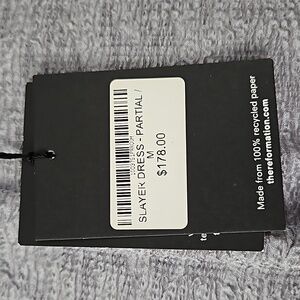 SLAYER DRESS - PARTIAL /
M
$178.00
Made from 100% recycled paper
thereformation.com